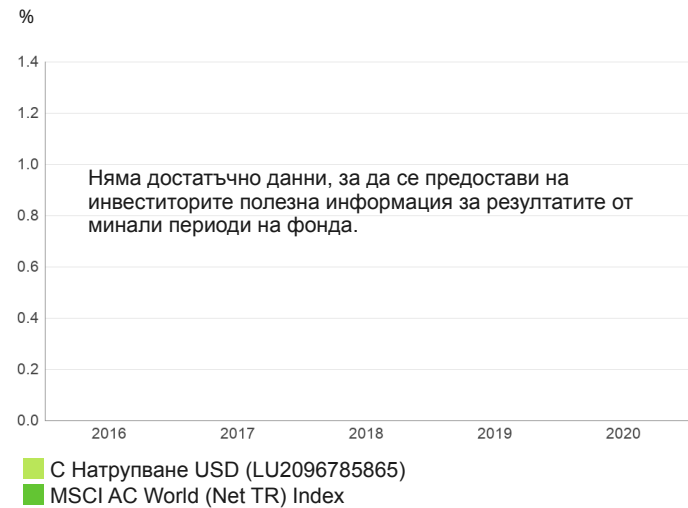 %
1.4
1.2
1.0
Няма достатъчно данни, за да се предостави на
инвеститорите полезна информация за резултатите от
0.8
минали периоди на фонда.
0.6
0.4
0.2
0.0
2016 2017 2018 2019 2020
C Натрупване USD (LU2096785865)
MSCI AC World (Net TR) Index